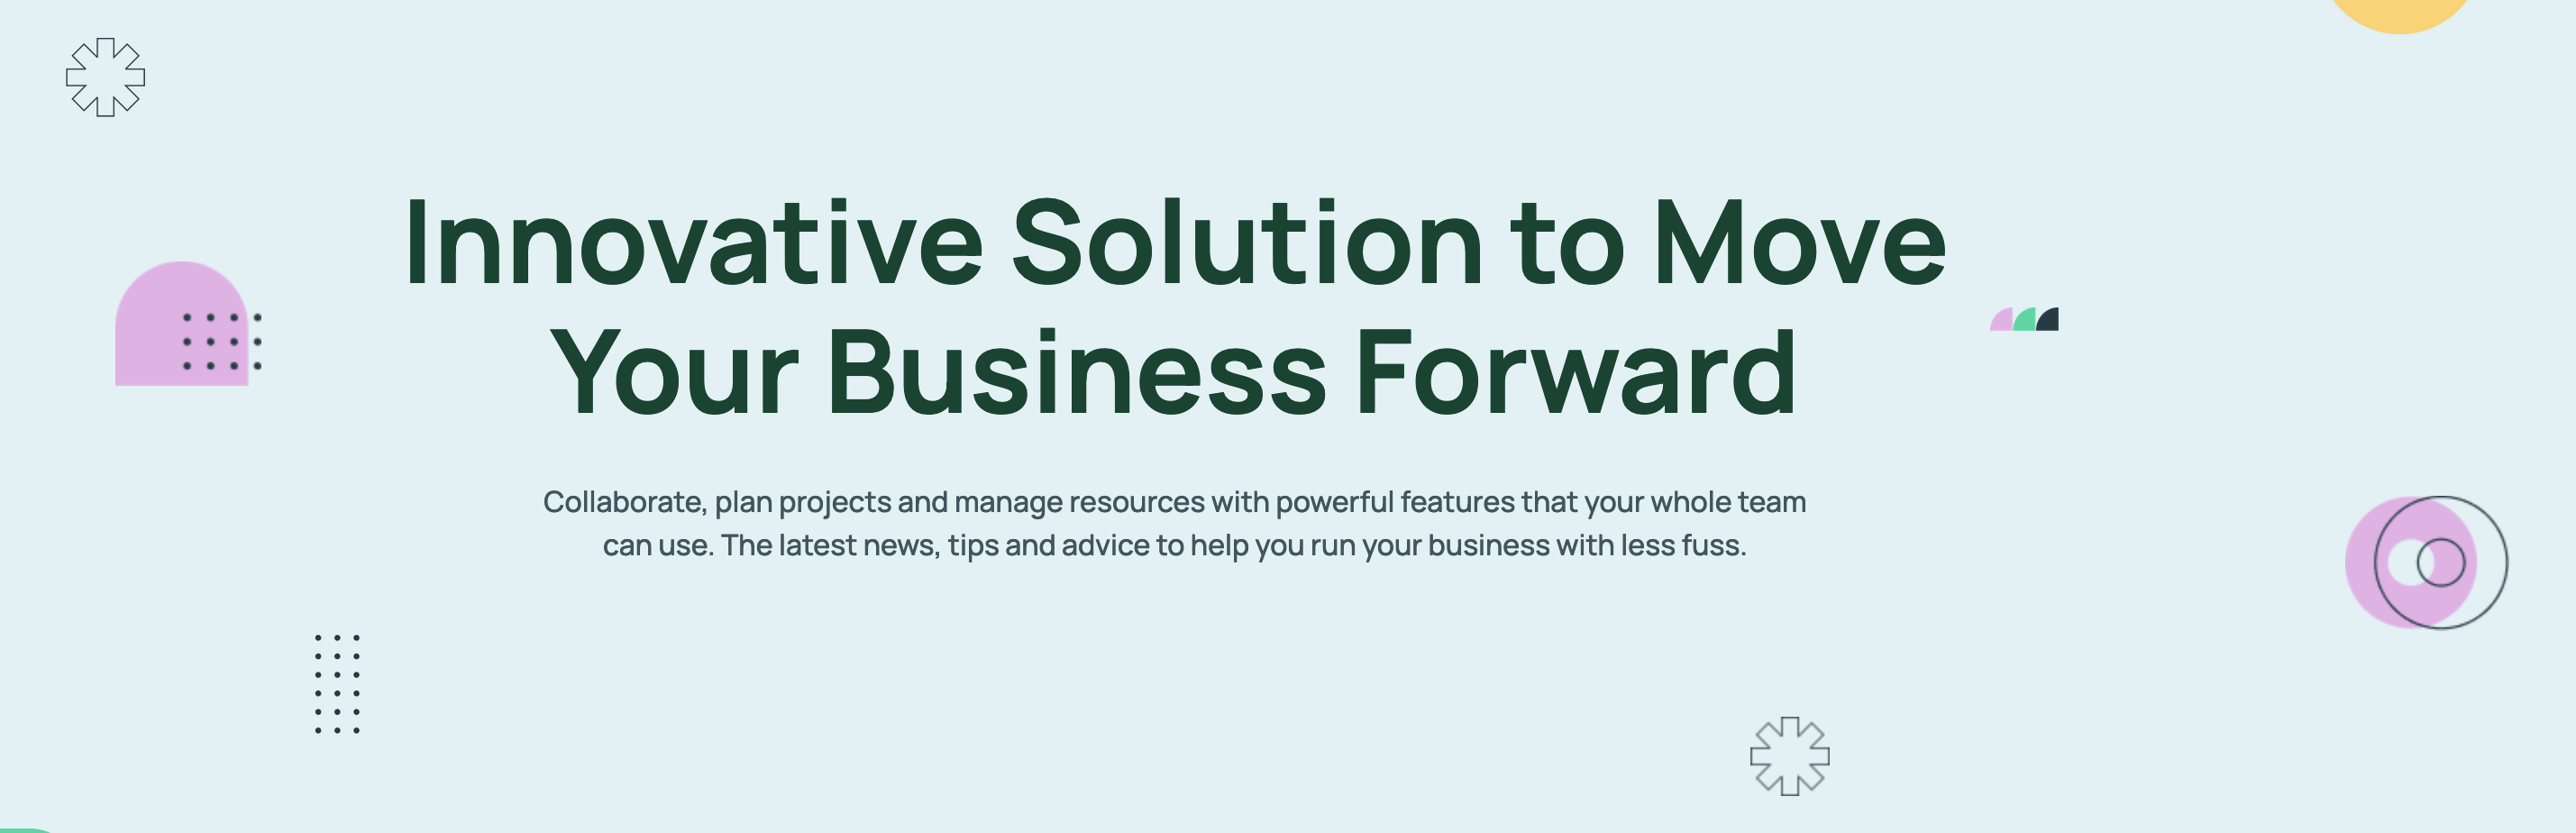 Innovative Solution to Move
Your Business Forward
Collaborate, plan projects and manage resources with powerful features that your whole team
can use. The latest news, tips and advice to help you run your business with less fuss.